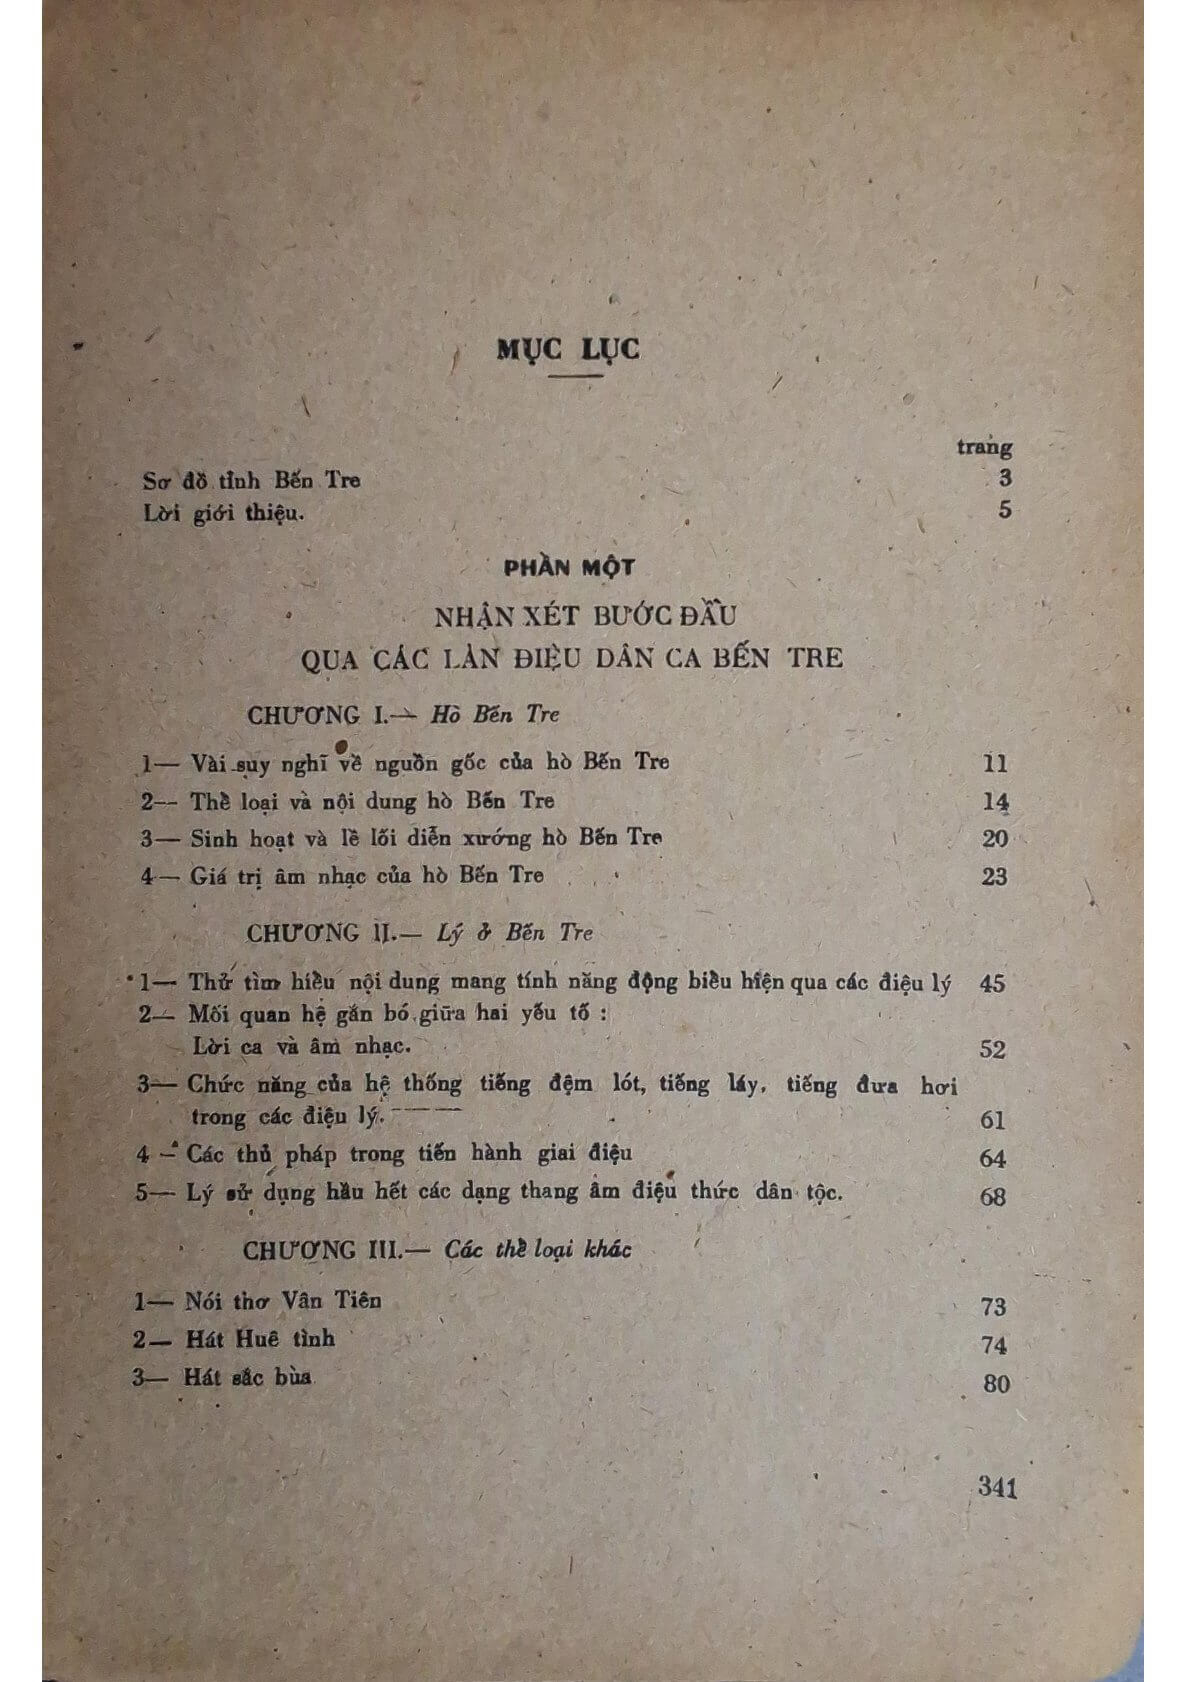 MỤC LỤC
trang
Sơ đồ tỉnh Bến Tre 3
Lời giới thiệu. 5
PHẦN MỘT
NHẬN XÉT BƯỚC ĐẦU
QUA CÁC LÀN ĐIỆU DÂN CA BẾN TRE
CHƯƠNG I.— Hò Bến Tre
1— Vài suy nghĩ về nguồn gốc của hò Bến Tre 11
2— Thể loại và nội dung hò Bến Tre 14
3— Sinh hoạt và lề lối diễn xướng hò Bến Tre 20
4— Giá trị âm nhạc của hò Bến Tre 23
CHƯƠNG II.— Lý ở Bến Tre
1— Thử tìm hiểu nội dung mang tính năng động biểu hiện qua các điệu lý 45
2— Mối quan hệ gắn bó giữa hai yếu tố :
Lời ca và âm nhạc. 52
3— Chức năng của hệ thống tiếng đệm lót, tiếng láy, tiếng đưa hơi
trong các điệu lý. 61
4 — Các thủ pháp trong tiến hành giai điệu 64
5— Lý sử dụng hầu hết các dạng thang âm điệu thức dân tộc. 68
CHƯƠNG III.— Các thể loại khác
1— Nói thơ Vân Tiên 73
2— Hát Huê tình 74
3— Hát sắc bùa 80
341